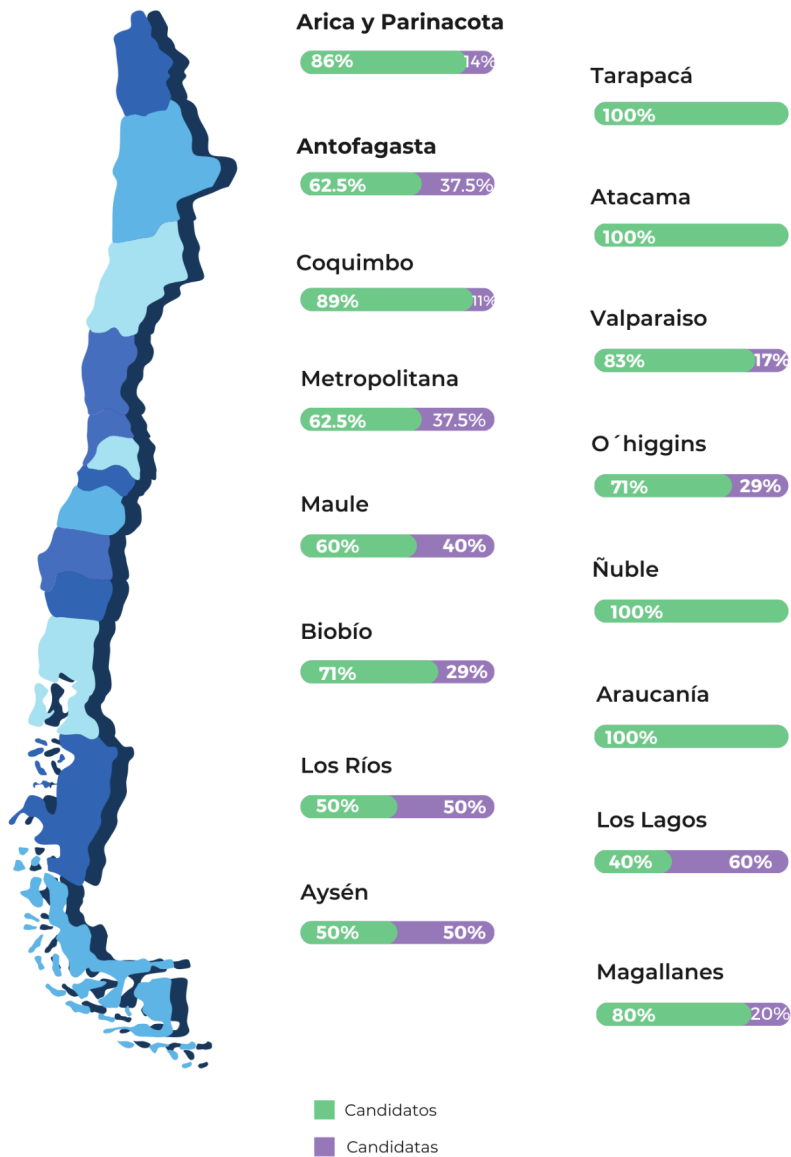 Arica y Parinacota
86% 14%
Tarapacá
100%
Antofagasta
62.5% 37.5%
Atacama
100%
Coquimbo
89% 11%
Valparaiso
83% 17%
Metropolitana
62.5% 37.5%
O´higgins
71% 29%
Maule
60% 40%
Ñuble
100%
Biobío
71% 29%
Araucanía
100%
Los Ríos
50% 50%
Los Lagos
40% 60%
Aysén
50% 50%
Magallanes
80% 20%
Candidatos
Candidatas